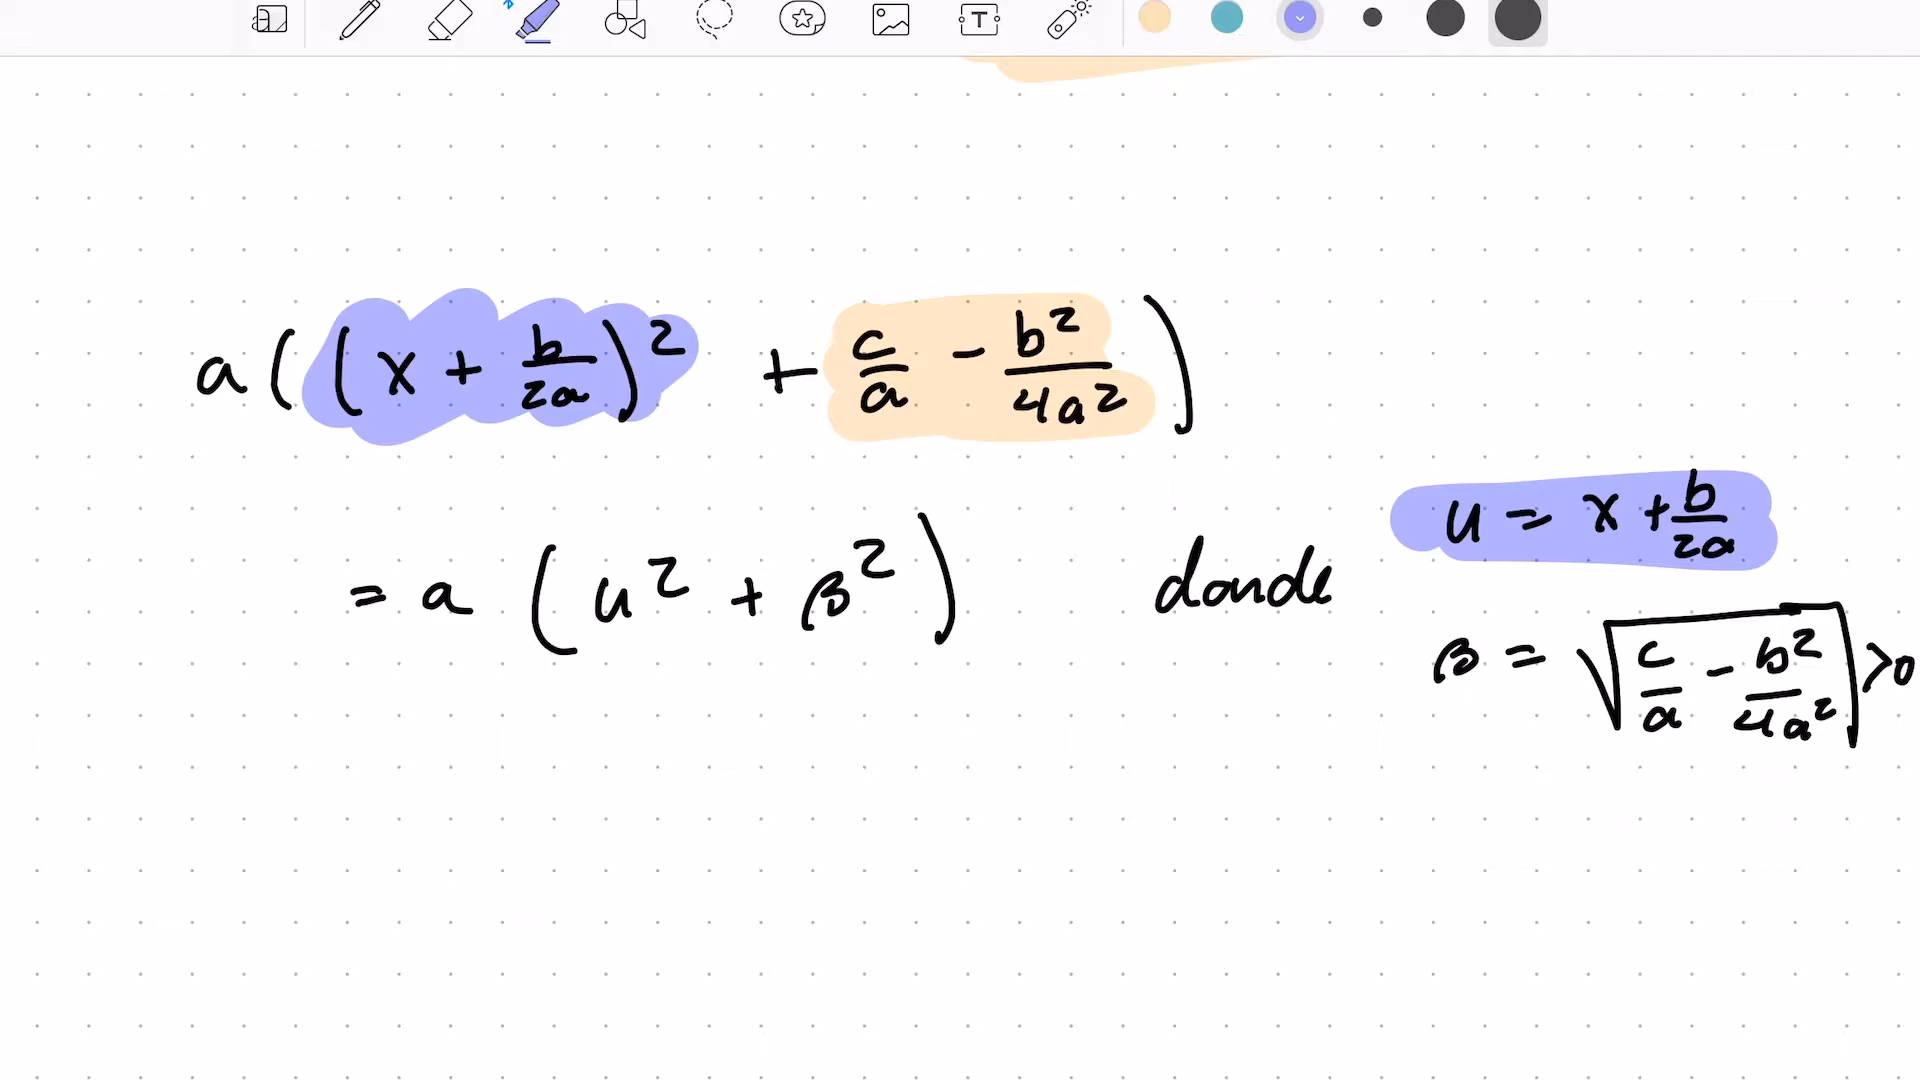 a((x + b/2a)² + c/a - b²/4a²)
u = x + b/2a
= a (u² + β²) donde
β = √(c/a - b²/4a²) >0